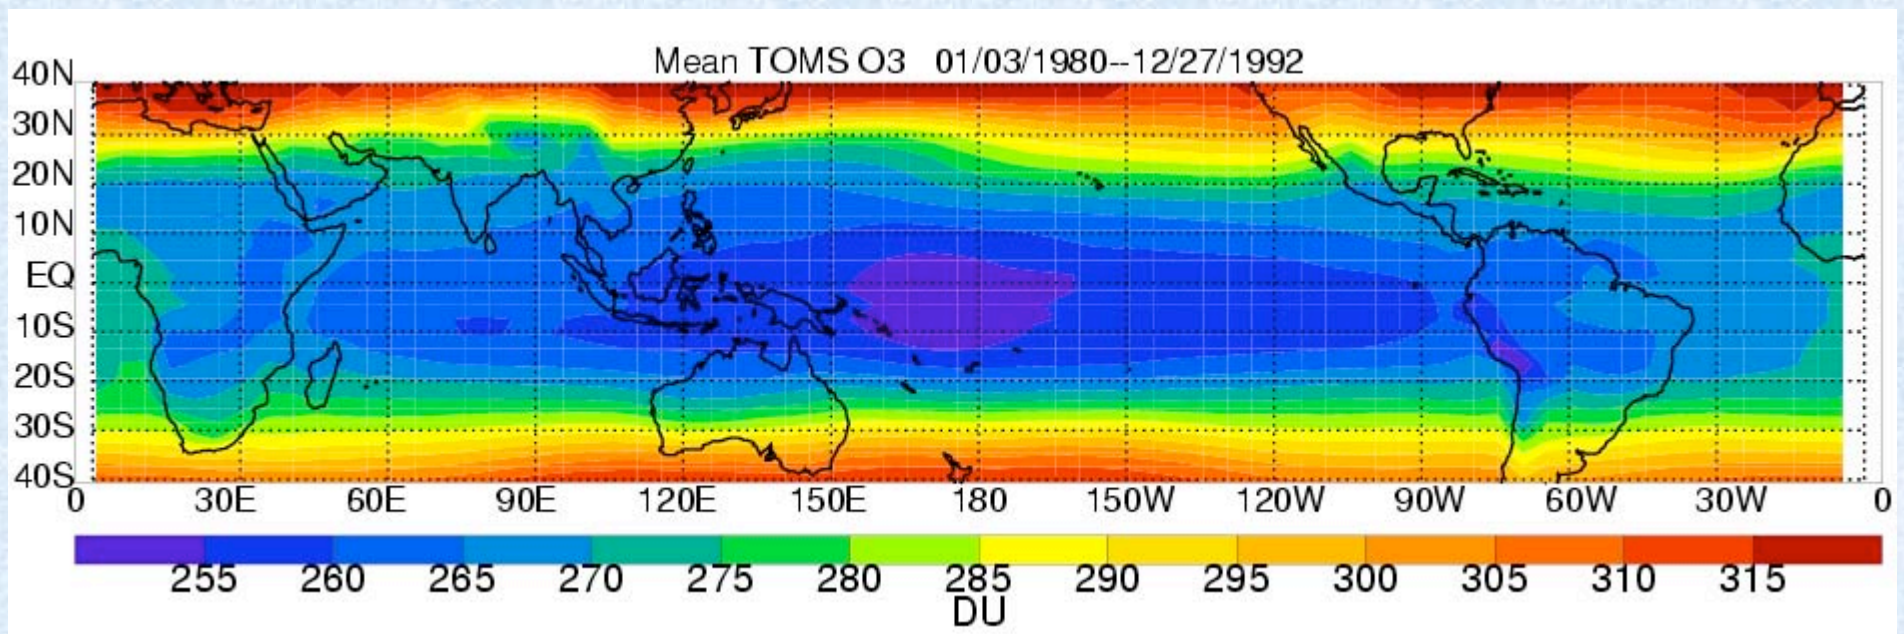 Mean TOMS O3 01/03/1980--12/27/1992
40N
30N
20N
10N
EQ
10S
20S
30S
40S
0 30E 60E 90E 120E 150E 180 150W 120W 90W 60W 30W 0
255 260 265 270 275 280 285 290 295 300 305 310 315
DU